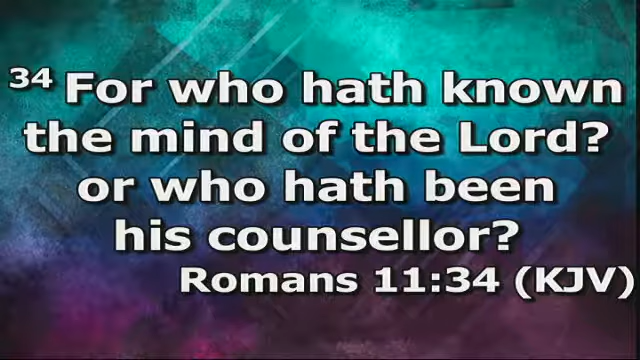 34 For who hath known
the mind of the Lord?
or who hath been
his counsellor?
Romans 11:34 (KJV)